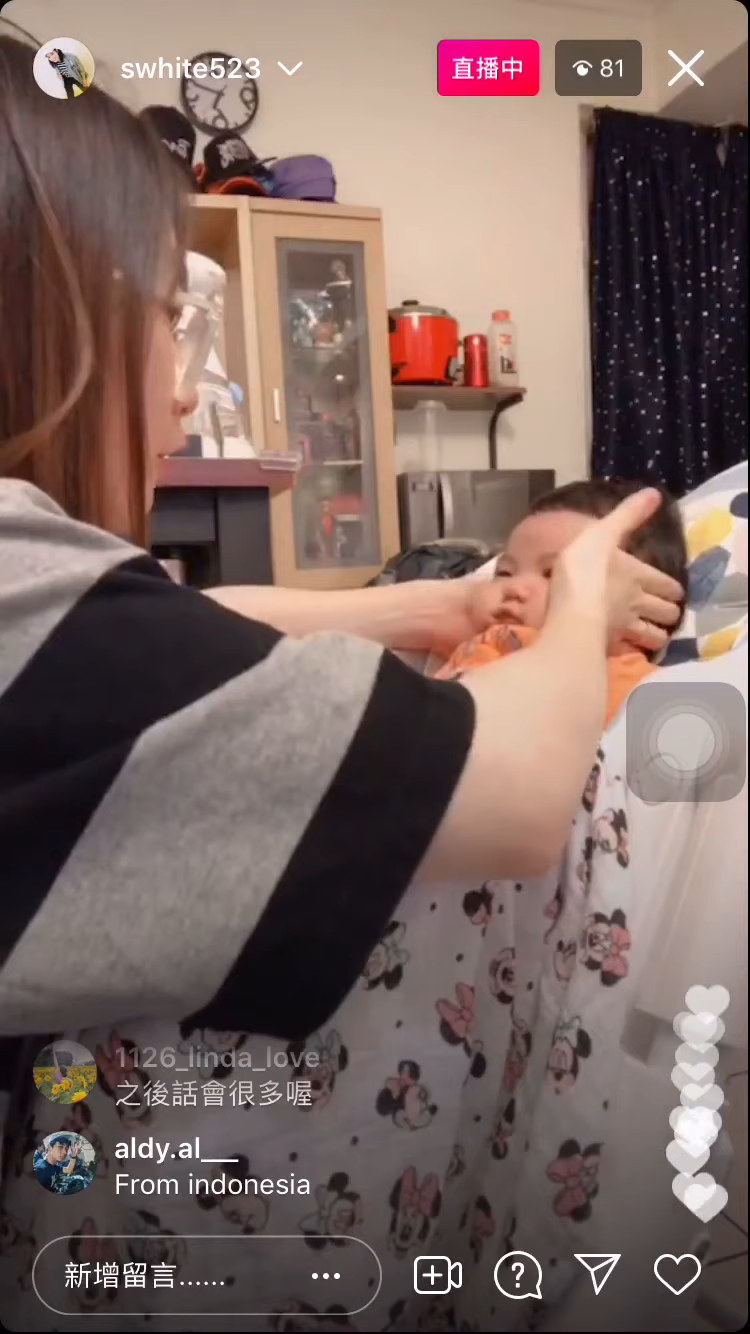 swhite523
直播中
81
1126_linda_love
之後話會很多喔
aldy.al___
From indonesia
新增留言......